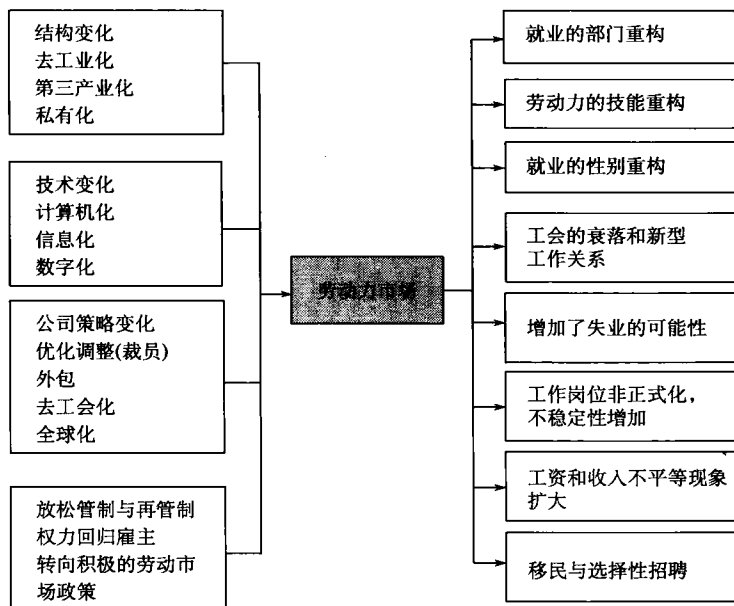 结构变化
去工业化
第三产业化
私有化
技术变化
计算机化
信息化
数字化
公司策略变化
优化调整(裁员)
外包
去工会化
全球化
放松管制与再管制
权力回归雇主
转向积极的劳动市
场政策
劳动力市场
就业的部门重构
劳动力的技能重构
就业的性别重构
工会的衰落和新型
工作关系
增加了失业的可能性
工作岗位非正式化，
不稳定性增加
工资和收入不平等现象
扩大
移民与选择性招聘